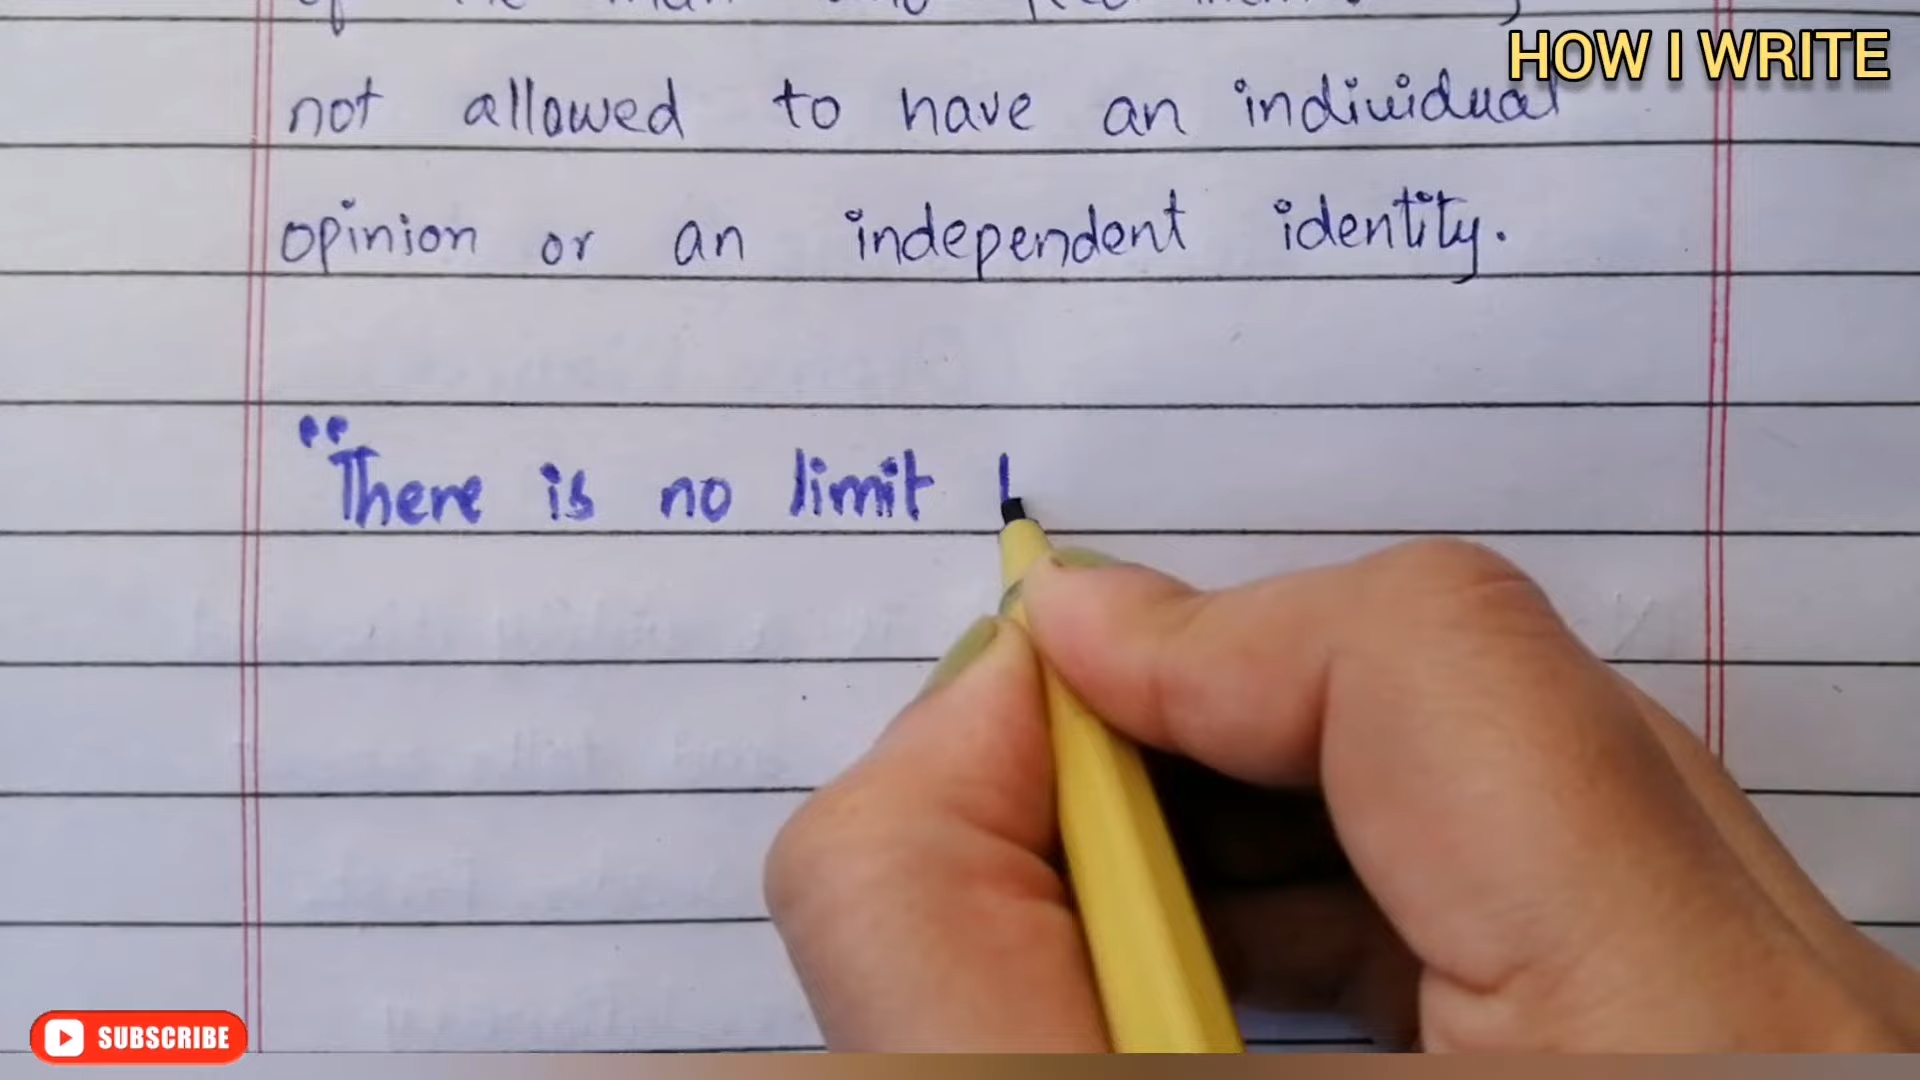 HOW I WRITE
not allowed to have an individual
opinion or an independent identity.
"There is no limit
SUBSCRIBE